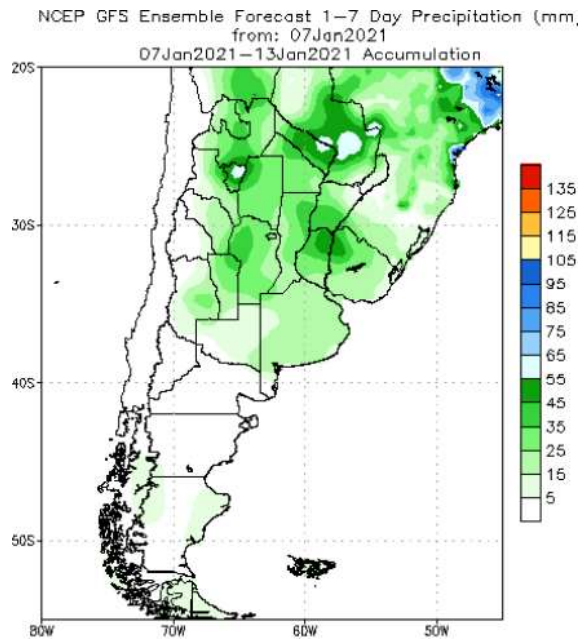 NCEP GFS Ensemble Forecast 1-7 Day Precipitation (mm)
from: 07Jan2021
07Jan2021-13Jan2021 Accumulation
20S
30S
40S
50S
80W
70W
60W
50W
135
125
115
105
95
85
75
65
55
45
35
25
15
5